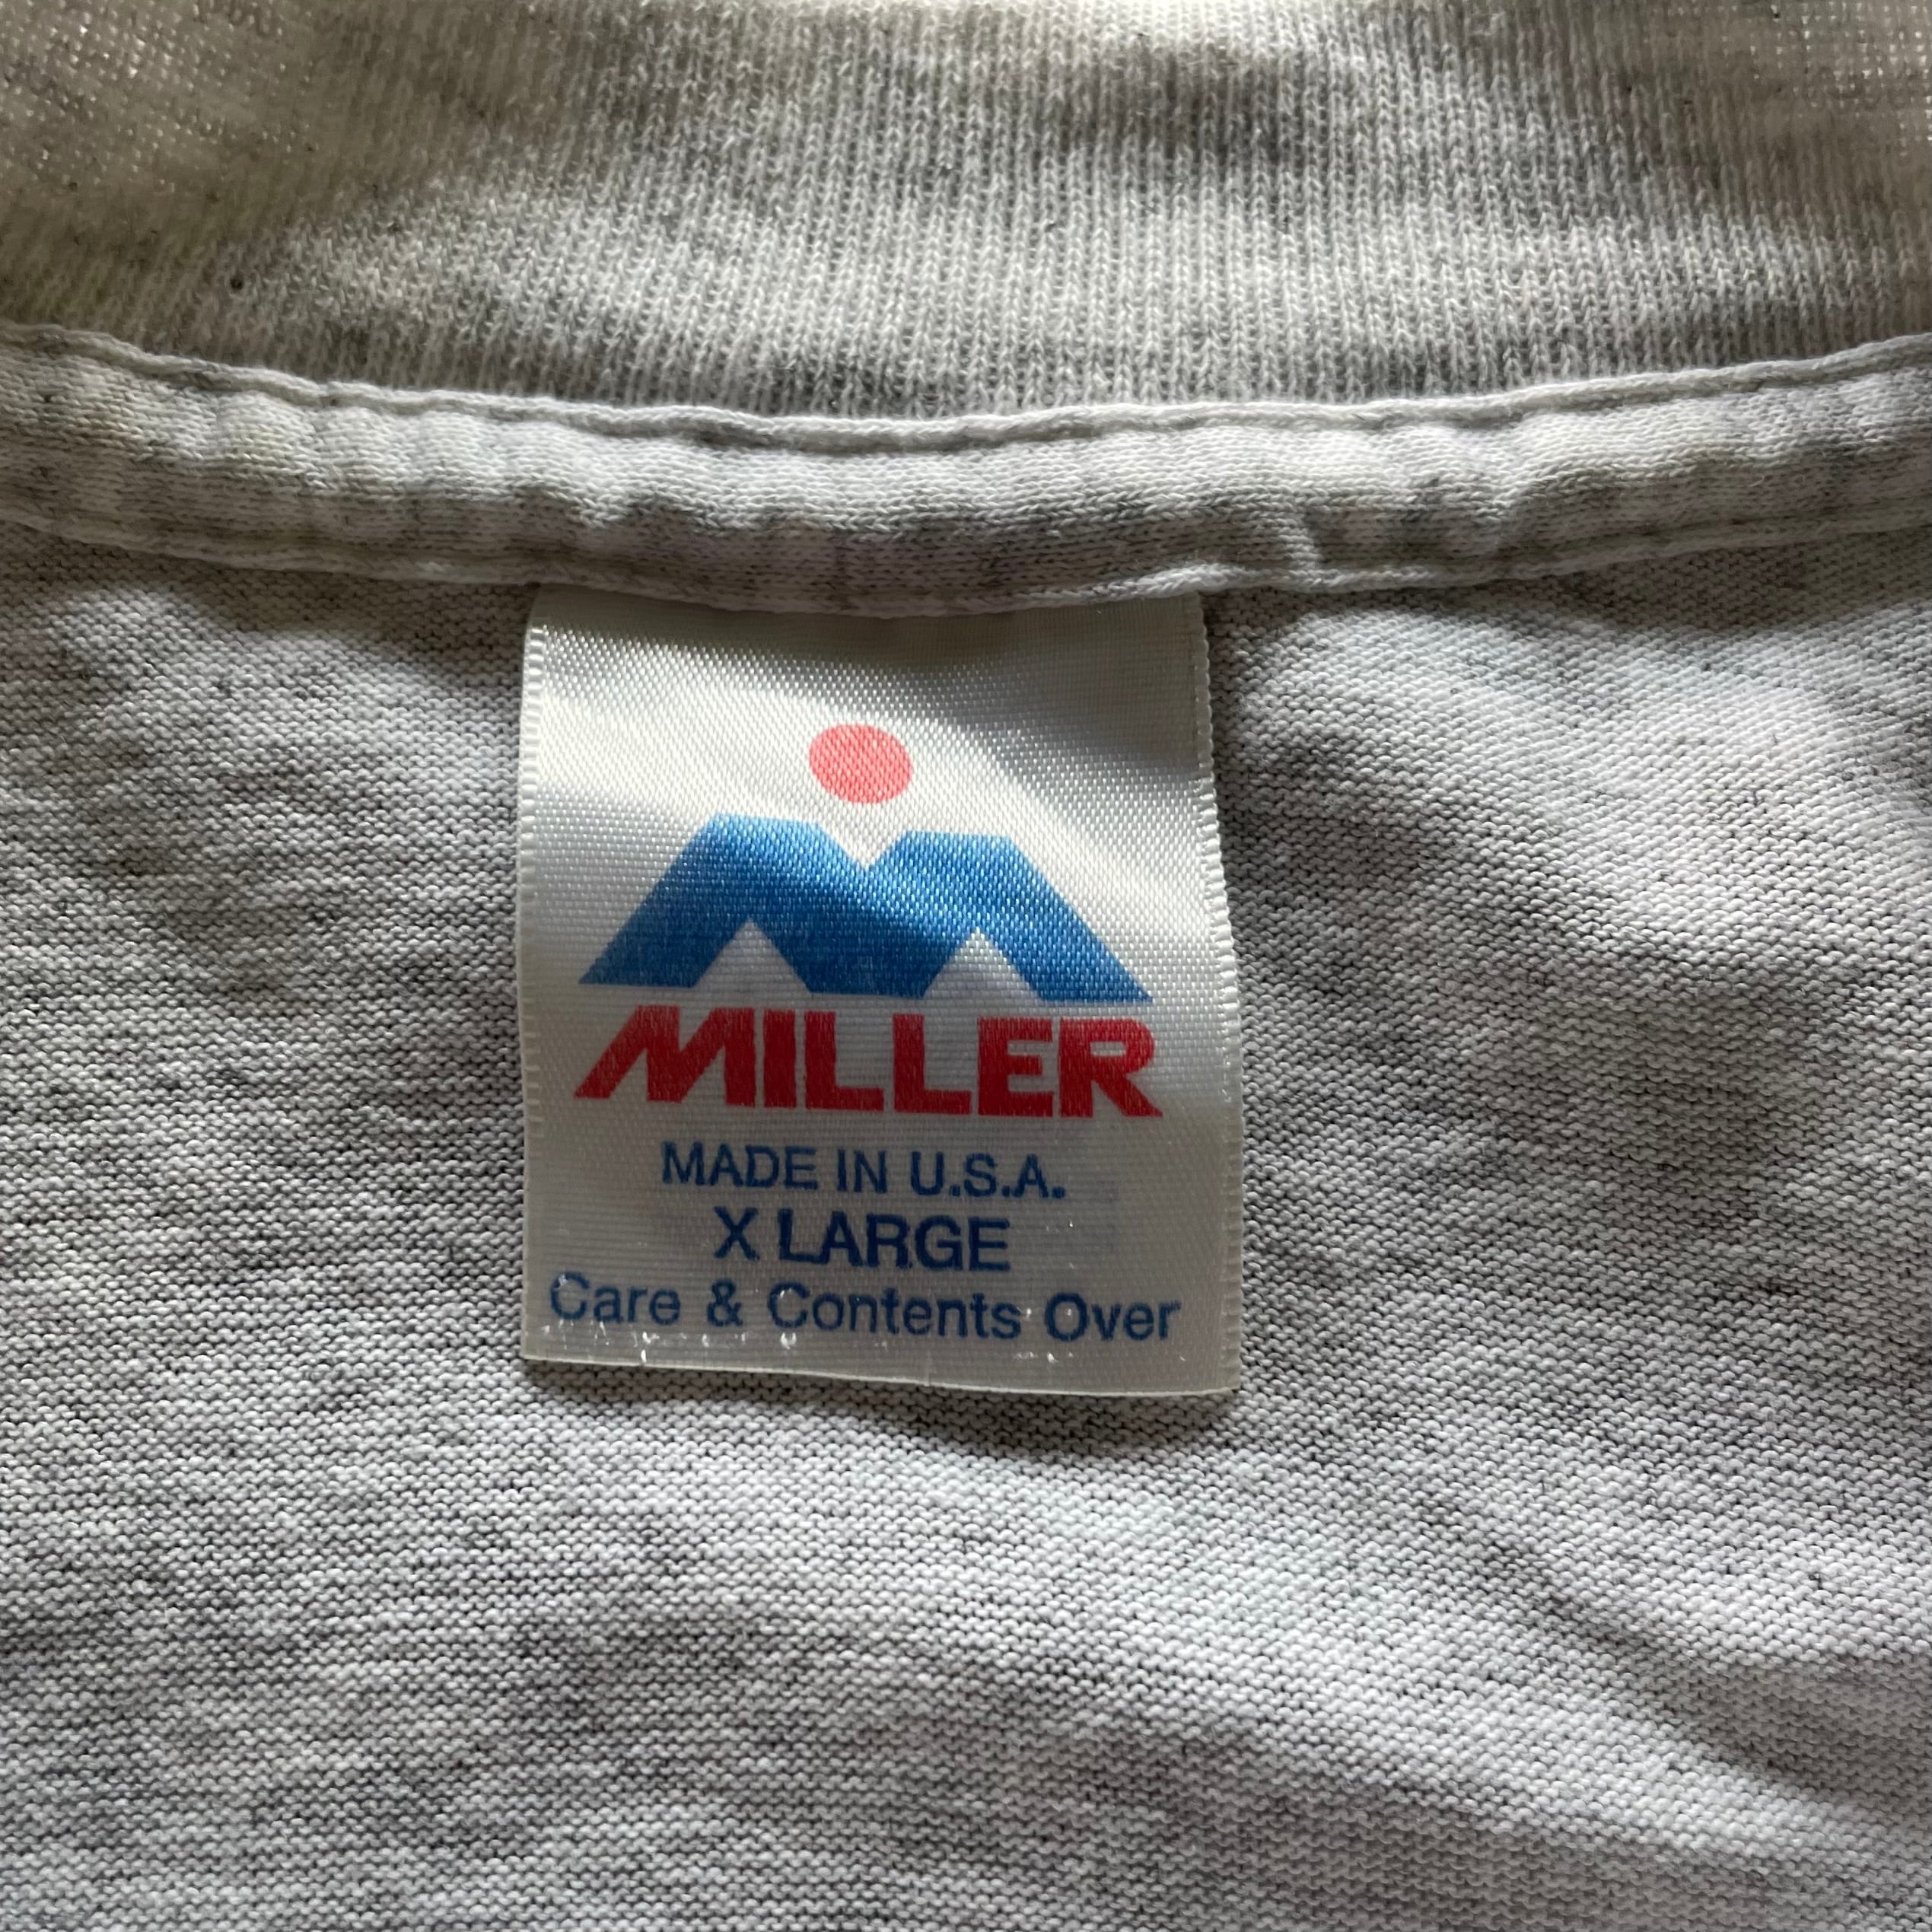 MILLER
MADE IN U.S.A.
X LARGE
Care & Contents Over